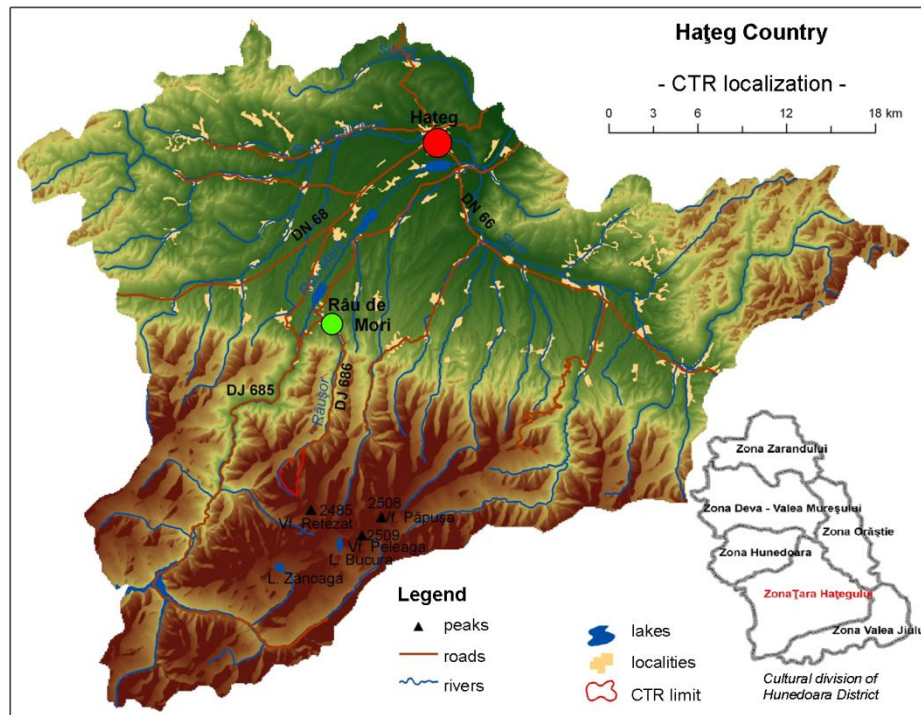 Haţeg Country
- CTR localization -
0 3 6 9 12 18 km
Haţeg
DN 68
DN 66
Râu de
Mori
DJ 685
Râuşor
DJ 686
2485
Vf. Retezat
2508
Vf. Păpuşa
2509
Vf. Peleaga
L. Bucura
L. Zănoaga
Legend
peaks
roads
rivers
lakes
localities
CTR limit
Zona Zarandului
Zona Deva - Valea Mureşului
Zona Orăştie
Zona Hunedoara
ZonaŢara Haţegului
Zona Valea Jiului
Cultural division of
Hunedoara District